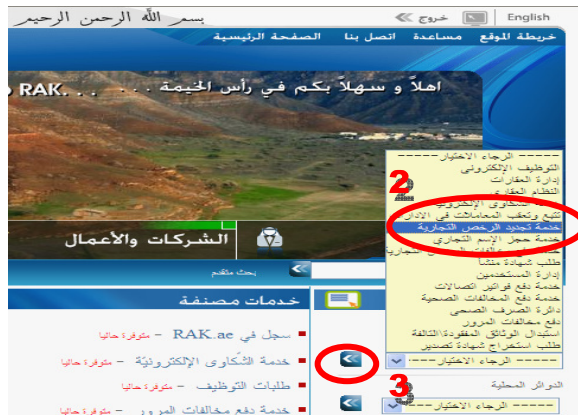 English
خروج
بسم الله الرحمن الرحيم
خريطة الموقع مساعدة اتصل بنا الصفحة الرئيسية
اهلاً و سهلاً بكم في رأس الخيمة . . .
RAK. . .
----- الرجاء الاختيار-----
التوظيف الإلكتروني
إدارة العقارات
النظام العقاري
2
الشكاوى الإلكترونية
تتبع وتعقب المعاملات في الادار
خدمة تجديد الرخص التجارية
خدمة حجز الإسم التجاري
التجارية
طلب شهادة منشأ
إدارة المستخدمين
خدمة دفع فواتير اتصالات
خدمة دفع المخالفات الصحية
دائرة الصرف الصحي
دفع مخالفات المرور
استبدال الوثائق المفقودة/التالفة
طلب استخراج شهادة تصدير
----- الرجاء الاختيار-----
الدوائر المحلية
3
----- الرجاء الاختيار-----
الشركات والأعمال
بحث متقدم
خدمات مصنفة
سجل في RAK.ae - متوفرة حاليا
خدمة الشكاوى الإلكترونيّة - متوفرة حاليا
طلبات التوظيف - متوفرة حاليا
خدمة دفع مخالفات المرور - متوفرة حاليا